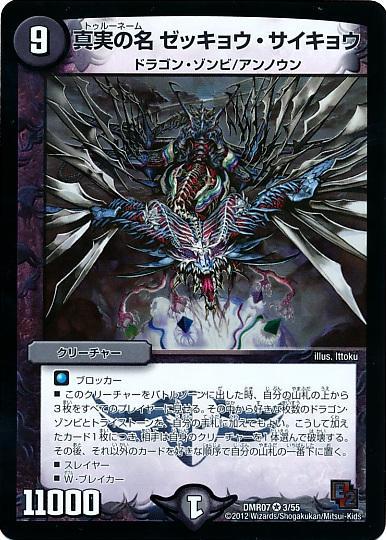 9
トゥルーネーム
真実の名 ゼッキョウ・サイキョウ
ドラゴン・ゾンビ/アンノウン
illus. Ittoku
クリーチャー
ブロッカー
■ このクリーチャーをバトルゾーンに出した時、自分の山札の上から
3枚をすべてのプレイヤーに見せる。その中から好きな枚数のドラゴン・
ゾンビとトライストーンを、自分の手札に加えてもよい。こうして加え
たカード1枚につき、相手は自身のクリーチャーを1体選んで破壊する。
その後、それ以外のカードを好きな順序で自分の山札の一番下に置く。
■ スレイヤー
■ W・ブレイカー
11000
DMR07 3/55
E2
©2012 Wizards/Shogakukan/Mitsui-Kids